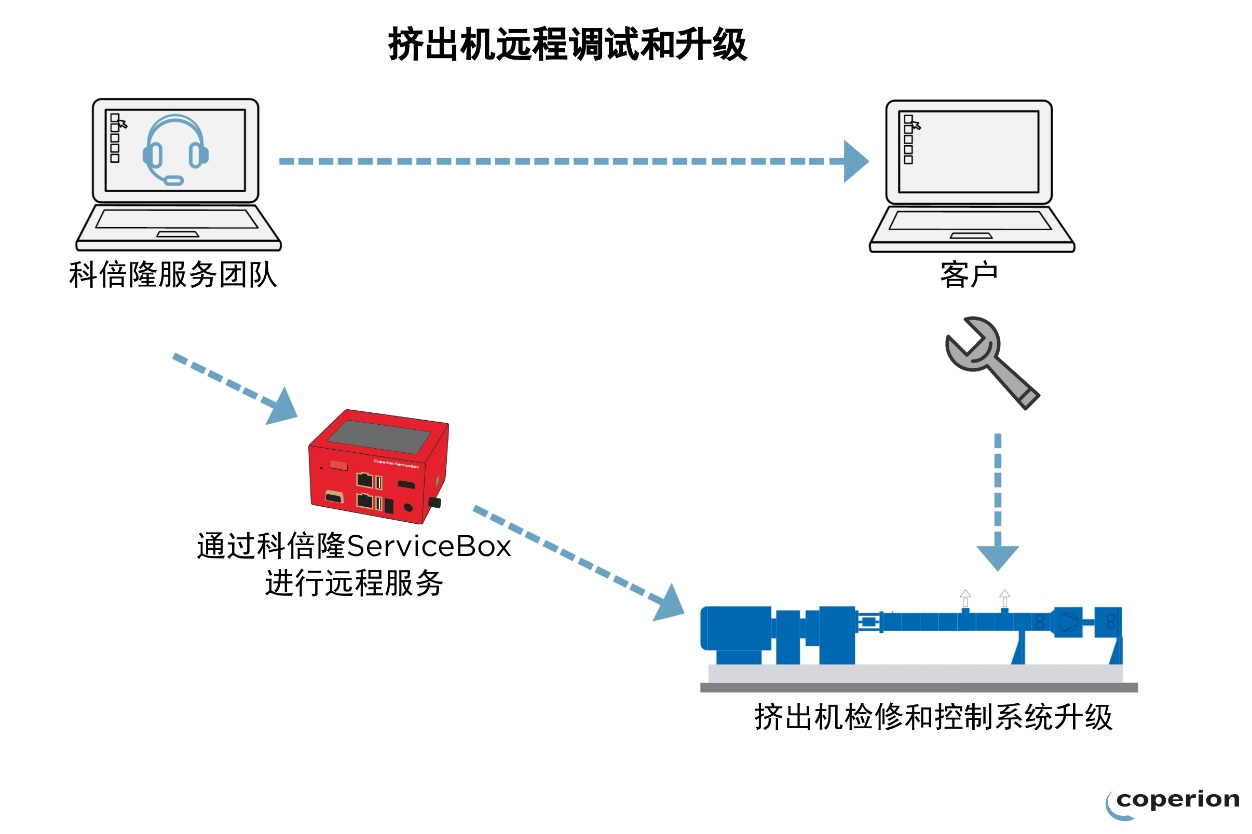 挤出机远程调试和升级
科倍隆服务团队
客户
Coperion ServiceBox
通过科倍隆ServiceBox
进行远程服务
挤出机检修和控制系统升级
coperion